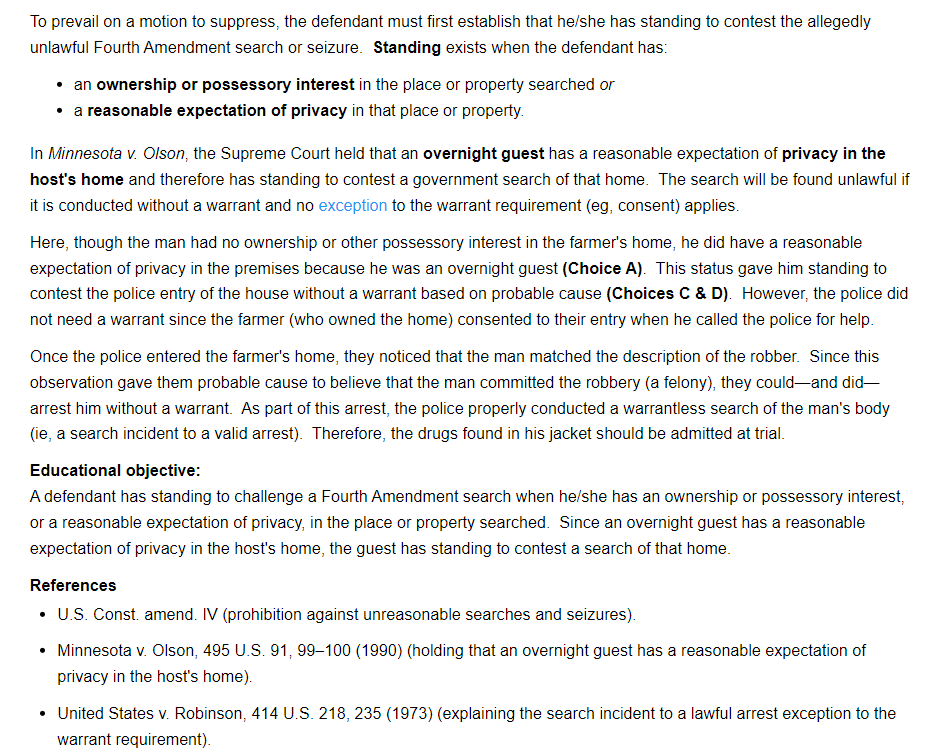 To prevail on a motion to suppress, the defendant must first establish that he/she has standing to contest the allegedly
unlawful Fourth Amendment search or seizure.  Standing exists when the defendant has:
• an ownership or possessory interest in the place or property searched or
• a reasonable expectation of privacy in that place or property.
In Minnesota v. Olson, the Supreme Court held that an overnight guest has a reasonable expectation of privacy in the
host's home and therefore has standing to contest a government search of that home.  The search will be found unlawful if
it is conducted without a warrant and no exception to the warrant requirement (eg, consent) applies.
Here, though the man had no ownership or other possessory interest in the farmer's home, he did have a reasonable
expectation of privacy in the premises because he was an overnight guest (Choice A).  This status gave him standing to
contest the police entry of the house without a warrant based on probable cause (Choices C & D).  However, the police did
not need a warrant since the farmer (who owned the home) consented to their entry when he called the police for help.
Once the police entered the farmer's home, they noticed that the man matched the description of the robber.  Since this
observation gave them probable cause to believe that the man committed the robbery (a felony), they could—and did—
arrest him without a warrant.  As part of this arrest, the police properly conducted a warrantless search of the man's body
(ie, a search incident to a valid arrest).  Therefore, the drugs found in his jacket should be admitted at trial.
Educational objective:
A defendant has standing to challenge a Fourth Amendment search when he/she has an ownership or possessory interest,
or a reasonable expectation of privacy, in the place or property searched.  Since an overnight guest has a reasonable
expectation of privacy in the host's home, the guest has standing to contest a search of that home.
References
• U.S. Const. amend. IV (prohibition against unreasonable searches and seizures).
• Minnesota v. Olson, 495 U.S. 91, 99–100 (1990) (holding that an overnight guest has a reasonable expectation of
privacy in the host's home).
• United States v. Robinson, 414 U.S. 218, 235 (1973) (explaining the search incident to a lawful arrest exception to the
warrant requirement).